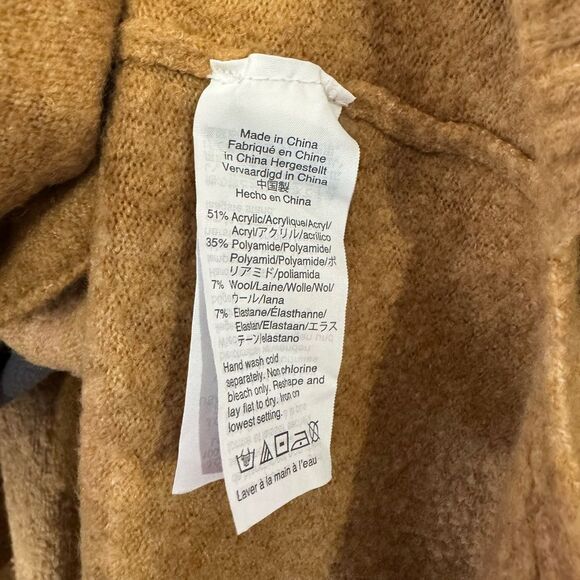 Made in China
Fabriqué en Chine
in China Hergestellt
Vervaardigd in China
中国製
Hecho en China
51% Acrylic/Acrylique/Acryl/
Acryl/アクリル/acrílico
35% Polyamide/Polyamide/
Polyamid/Polyamide/ポ
リアミド/poliamida
7% Wool/Laine/Wolle/Wol/
ウール/lana
7% Elastane/Élasthanne/
Elastan/Elastaan/エラス
テーン/elastano
Hand wash cold
separately. Non chlorine
bleach only. Reshape and
lay flat to dry. Iron on
lowest setting.
Laver à la main à l'eau